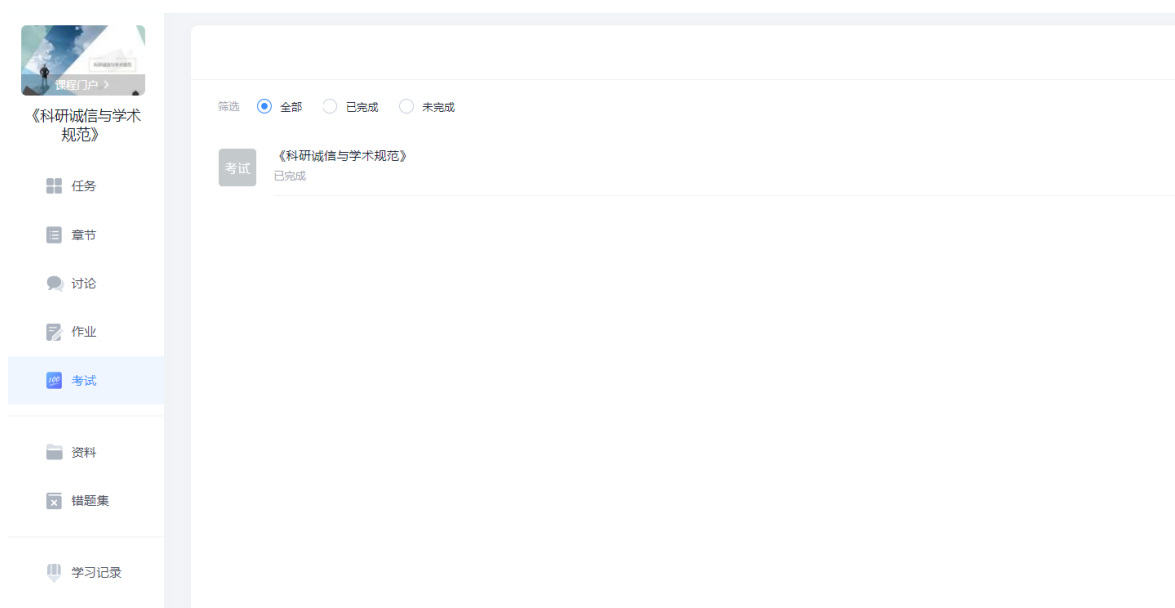 课程门户 >
《科研诚信与学术
规范》
任务
章节
讨论
作业
100
考试
资料
错题集
学习记录
筛选 全部 已完成 未完成
考试
《科研诚信与学术规范》
已完成